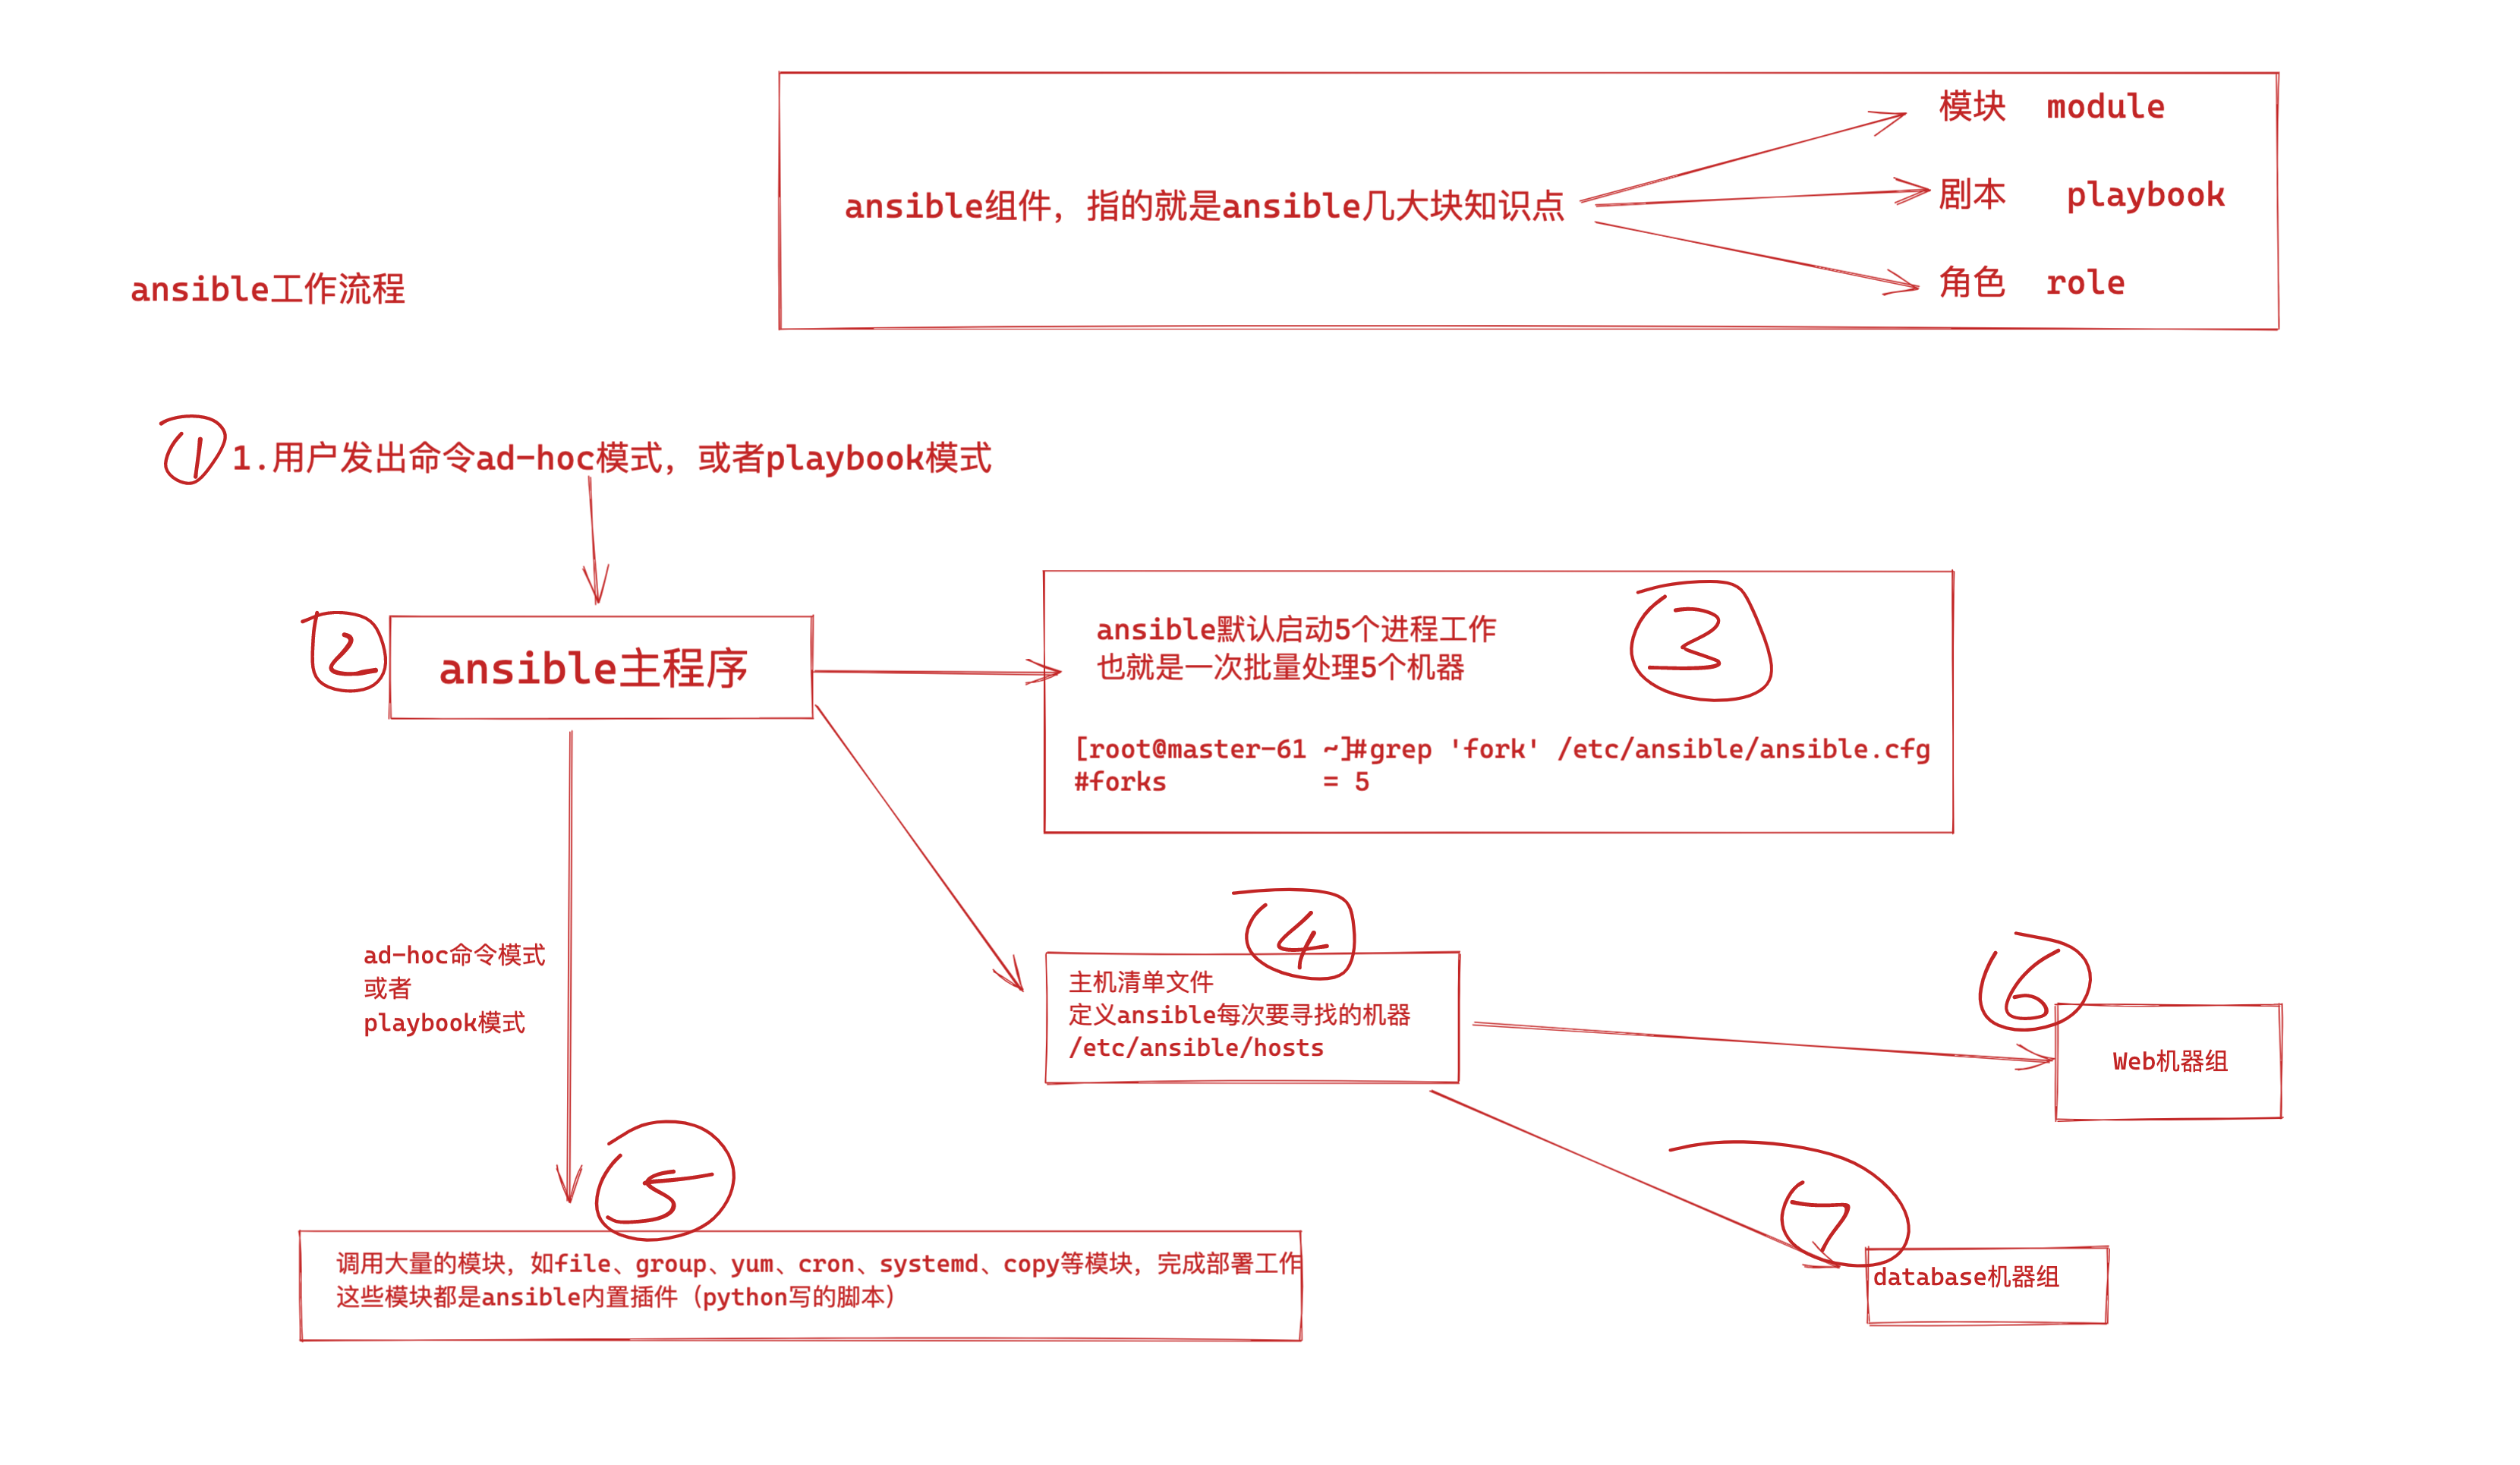 模块  module
ansible组件，指的就是ansible几大块知识点
剧本   playbook
角色  role
ansible工作流程
1
1.用户发出命令ad-hoc模式，或者playbook模式
2
ansible主程序
ansible默认启动5个进程工作
也就是一次批量处理5个机器
3
[root@master-61 ~]#grep 'fork' /etc/ansible/ansible.cfg
#forks          = 5
4
主机清单文件
定义ansible每次要寻找的机器
/etc/ansible/hosts
6
Web机器组
ad-hoc命令模式
或者
playbook模式
7
database机器组
5
调用大量的模块，如file、group、yum、cron、systemd、copy等模块，完成部署工作
这些模块都是ansible内置插件（python写的脚本）